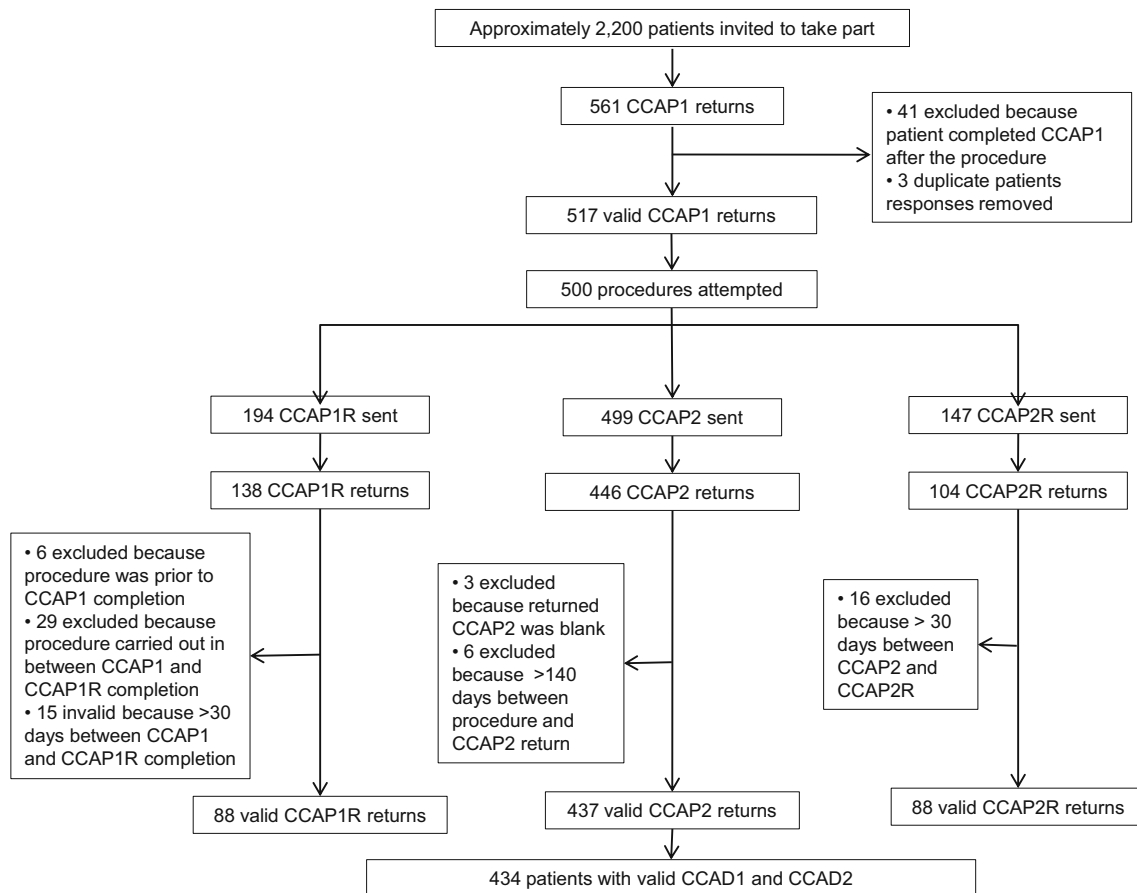 Approximately 2,200 patients invited to take part
561 CCAP1 returns
• 41 excluded because
patient completed CCAP1
after the procedure
• 3 duplicate patients
responses removed
517 valid CCAP1 returns
500 procedures attempted
194 CCAP1R sent
499 CCAP2 sent
147 CCAP2R sent
138 CCAP1R returns
446 CCAP2 returns
104 CCAP2R returns
• 6 excluded because
procedure was prior to
CCAP1 completion
• 29 excluded because
procedure carried out in
between CCAP1 and
CCAP1R completion
• 15 invalid because >30
days between CCAP1
and CCAP1R completion
• 3 excluded
because returned
CCAP2 was blank
• 6 excluded
because >140
days between
procedure and
CCAP2 return
• 16 excluded
because > 30
days between
CCAP2 and
CCAP2R
88 valid CCAP1R returns
437 valid CCAP2 returns
88 valid CCAP2R returns
434 patients with valid CCAD1 and CCAD2